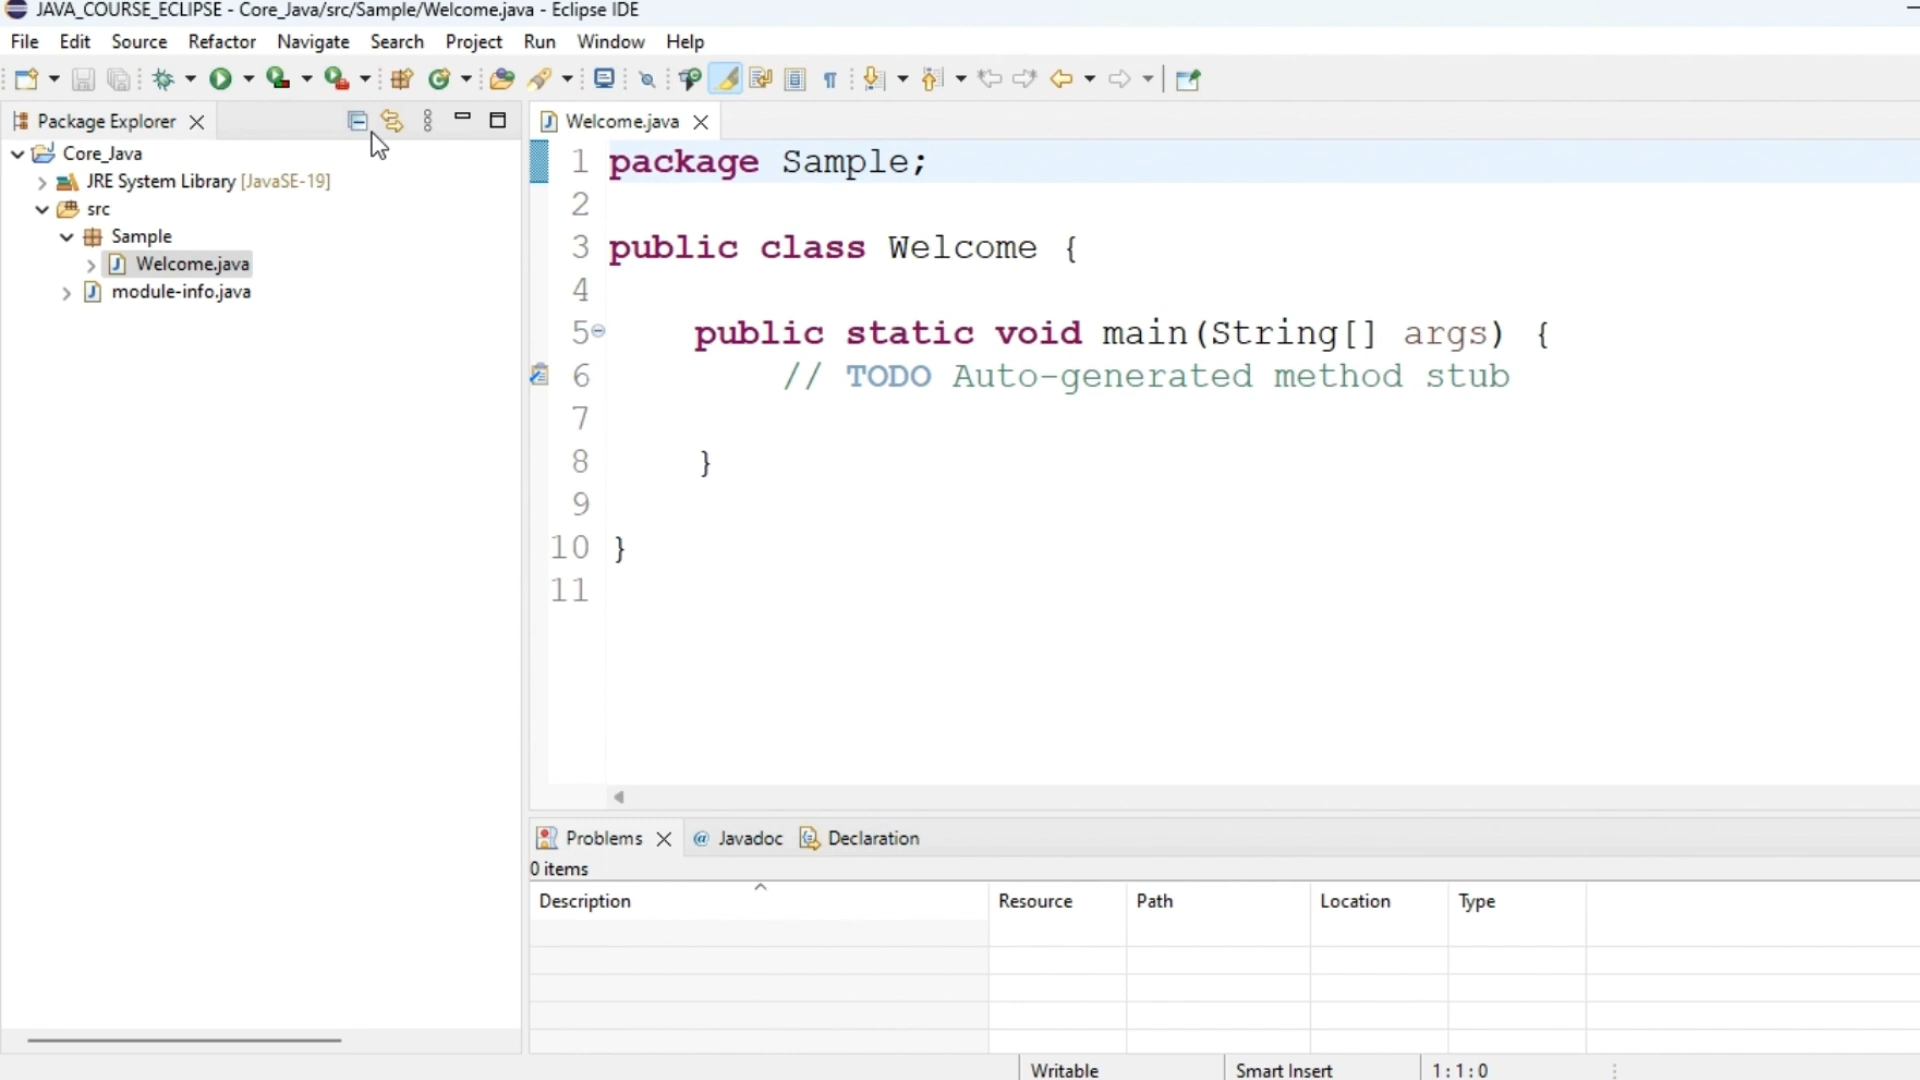 JAVA_COURSE_ECLIPSE - Core_Java/src/Sample/Welcome.java - Eclipse IDE
File Edit Source Refactor Navigate Search Project Run Window Help
Package Explorer
Core_Java
JRE System Library [JavaSE-19]
src
Sample
Welcome.java
module-info.java
Welcome.java
1 package Sample;
2
3 public class Welcome {
4
5 public static void main(String[] args) {
6 // TODO Auto-generated method stub
7
8 }
9
10 }
11
Problems @ Javadoc Declaration
0 items
Description Resource Path Location Type
Writable Smart Insert 1:1:0